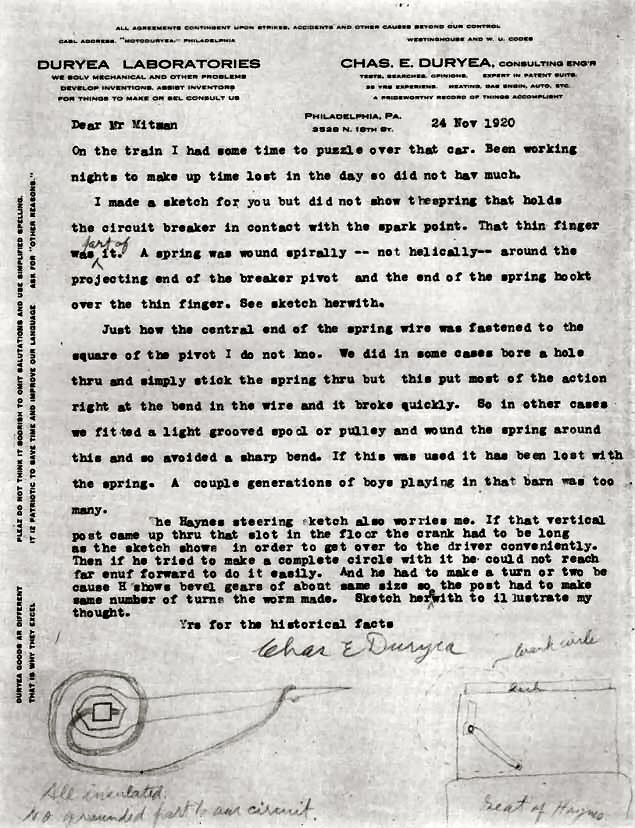 ALL AGREEMENTS CONTINGENT UPON STRIKES, ACCIDENTS AND OTHER CAUSES BEYOND OUR CONTROL
CABL ADDRESS, "MOTODURYEA," PHILADELPHIA
WESTINGHOUSE AND W. U. CODES
DURYEA LABORATORIES
WE SOLV MECHANICAL AND OTHER PROBLEMS
DEVELOP INVENTIONS, ASSIST INVENTORS
FOR THINGS TO MAKE OR SEL CONSULT US
CHAS. E. DURYEA, CONSULTING ENG'R
TESTS, SEARCHES, OPINIONS. EXPERT IN PATENT SUITS.
35 YRS EXPERIENS. HEATING, GAS ENGIN, AUTO, ETC.
A PRIDEWORTHY RECORD OF THINGS ACCOMPLISHT
PHILADELPHIA, PA.
3528 N. 18TH ST.
24 Nov 1920
Dear Mr Mitman
On the train I had some time to puzzle over that car. Been working
nights to make up time lost in the day so did not hav much.
I made a sketch for you but did not show thespring that holds
the circuit breaker in contact with the spark point. That thin finger
part of
was it. A spring was wound spirally -- not helically-- around the
projecting end of the breaker pivot and the end of the spring hookt
over the thin finger. See sketch herwith.
Just how the central end of the spring wire was fastened to the
square of the pivot I do not kno. We did in some cases bore a hole
thru and simply stick the spring thru but this put most of the action
right at the bend in the wire and it broke quickly. So in other cases
we fitted a light grooved spool or pulley and wound the spring around
this and so avoided a sharp bend. If this was used it has been lost with
the spring. A couple generations of boys playing in that barn was too
many.
he Haynes steering sketch also worries me. If that vertical
post came up thru that slot in the floor the crank had to be long
as the sketch shows in order to get over to the driver conveniently.
Then if he tried to make a complete circle with it he could not reach
far enuf forward to do it easily. And he had to make a turn or two be
cause H shows bevel gears of about same size so the post had to make
same number of turns the worm made. Sketch herwith to illustrate my
thought.
Yrs for the historical facts
Chas E Duryea
PLEAZ DO NOT THINK IT BOORISH TO OMIT SALUTATIONS AND USE SIMPLIFIED SPELLING.
IT IZ PATRIOTIC TO SAVE TIME AND IMPROVE OUR LANGUAGE ASK FOR "OTHER REASONS."
DURYEA GOODS AR DIFFERENT
THAT IS WHY THEY EXCEL
circle
Dash
All insulated.
No grounded part to our circuit.
Seat of Haynes